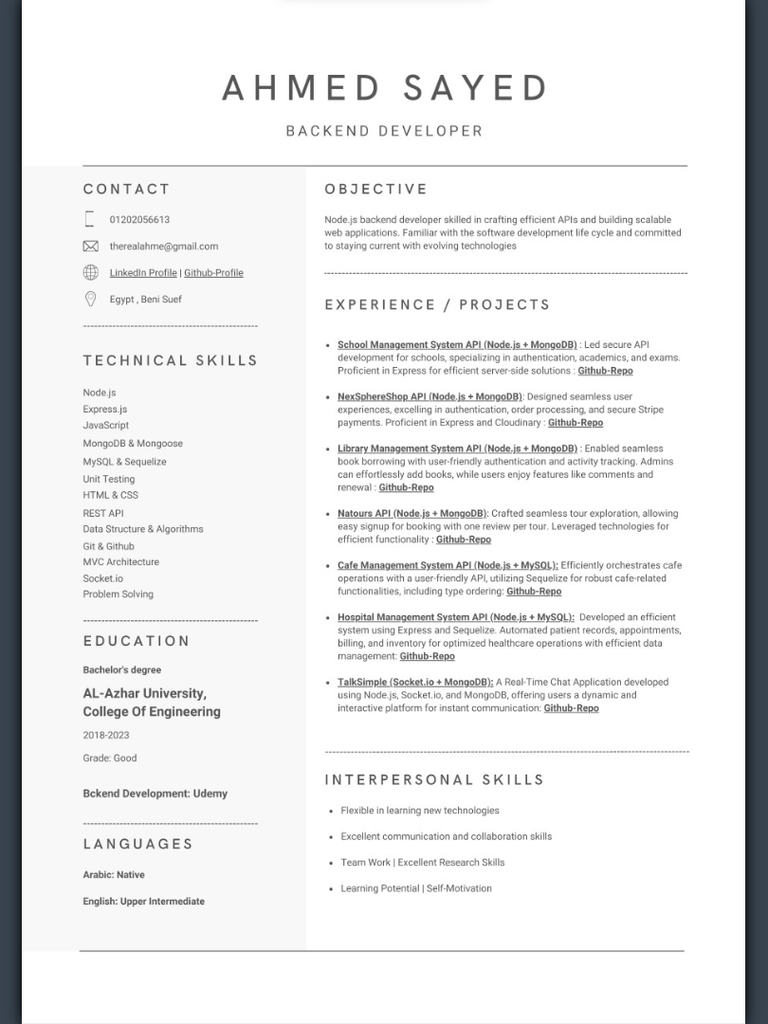 AHMED SAYED
BACKEND DEVELOPER
CONTACT
01202056613
therealahme@gmail.com
LinkedIn Profile | Github-Profile
Egypt , Beni Suef
TECHNICAL SKILLS
Node.js
Express.js
JavaScript
MongoDB & Mongoose
MySQL & Sequelize
Unit Testing
HTML & CSS
REST API
Data Structure & Algorithms
Git & Github
MVC Architecture
Socket.io
Problem Solving
EDUCATION
Bachelor's degree
AL-Azhar University,
College Of Engineering
2018-2023
Grade: Good
Bckend Development: Udemy
LANGUAGES
Arabic: Native
English: Upper Intermediate
OBJECTIVE
Node.js backend developer skilled in crafting efficient APIs and building scalable
web applications. Familiar with the software development life cycle and committed
to staying current with evolving technologies
EXPERIENCE / PROJECTS
• School Management System API (Node.js + MongoDB) : Led secure API
development for schools, specializing in authentication, academics, and exams.
Proficient in Express for efficient server-side solutions : Github-Repo
• NexSphereShop API (Node.js + MongoDB): Designed seamless user
experiences, excelling in authentication, order processing, and secure Stripe
payments. Proficient in Express and Cloudinary : Github-Repo
• Library Management System API (Node.js + MongoDB) : Enabled seamless
book borrowing with user-friendly authentication and activity tracking. Admins
can effortlessly add books, while users enjoy features like comments and
renewal : Github-Repo
• Natours API (Node.js + MongoDB): Crafted seamless tour exploration, allowing
easy signup for booking with one review per tour. Leveraged technologies for
efficient functionality : Github-Repo
• Cafe Management System API (Node.js + MySQL): Efficiently orchestrates cafe
operations with a user-friendly API, utilizing Sequelize for robust cafe-related
functionalities, including type ordering: Github-Repo
• Hospital Management System API (Node.js + MySQL): Developed an efficient
system using Express and Sequelize. Automated patient records, appointments,
billing, and inventory for optimized healthcare operations with efficient data
management: Github-Repo
• TalkSimple (Socket.io + MongoDB): A Real-Time Chat Application developed
using Node.js, Socket.io, and MongoDB, offering users a dynamic and
interactive platform for instant communication: Github-Repo
INTERPERSONAL SKILLS
• Flexible in learning new technologies
• Excellent communication and collaboration skills
• Team Work | Excellent Research Skills
• Learning Potential | Self-Motivation